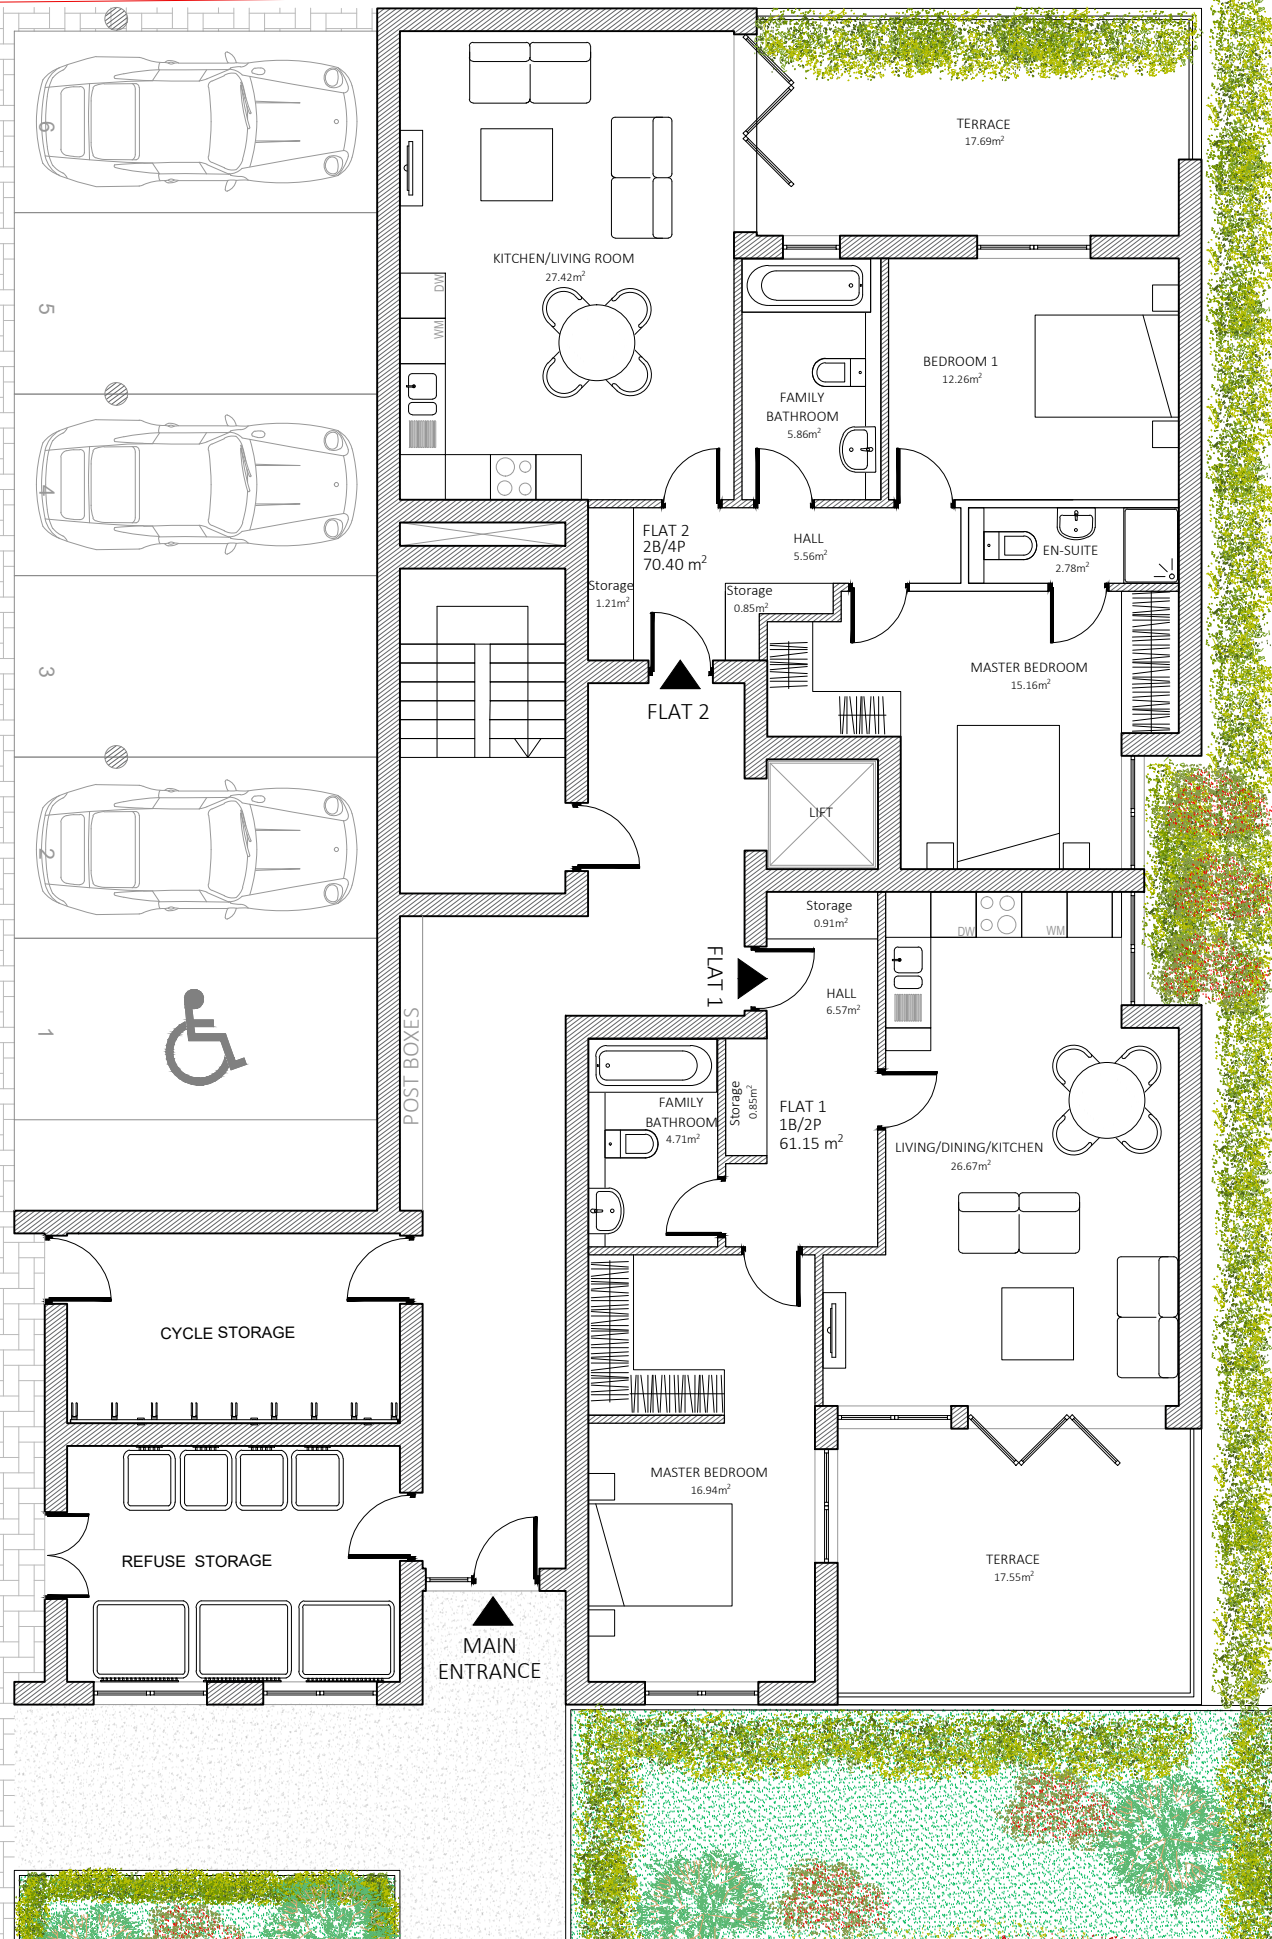 6
5
4
3
2
1
TERRACE
17.69m²
KITCHEN/LIVING ROOM
27.42m²
DW
WM
BEDROOM 1
12.26m²
FAMILY
BATHROOM
5.86m²
FLAT 2
2B/4P
70.40 m²
HALL
5.56m²
EN-SUITE
2.78m²
Storage
1.21m²
Storage
0.85m²
MASTER BEDROOM
15.16m²
FLAT 2
LIFT
Storage
0.91m²
DW
WM
FLAT 1
HALL
6.57m²
POST BOXES
FAMILY
BATHROOM
4.71m²
Storage
0.85m²
FLAT 1
1B/2P
61.15 m²
LIVING/DINING/KITCHEN
26.67m²
CYCLE STORAGE
MASTER BEDROOM
16.94m²
REFUSE STORAGE
TERRACE
17.55m²
MAIN
ENTRANCE